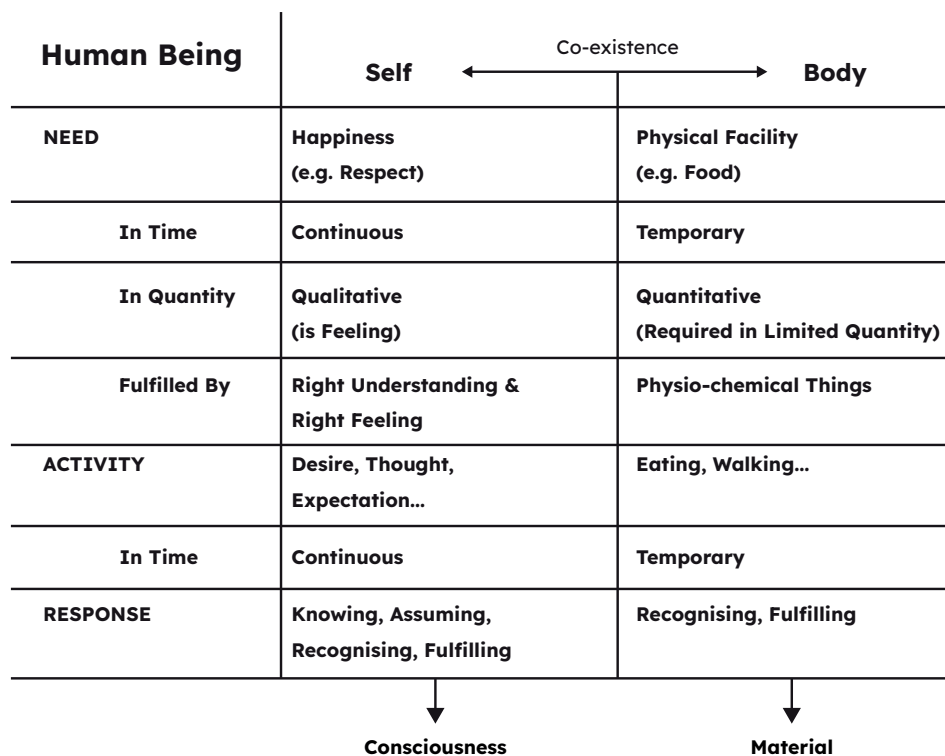 Co-existence
Human Being
Self
Body
NEED
Happiness
Physical Facility
(e.g. Respect)
(e.g. Food)
In Time
Continuous
Temporary
In Quantity
Qualitative
Quantitative
(is Feeling)
(Required in Limited Quantity)
Fulfilled By
Right Understanding &
Physio-chemical Things
Right Feeling
ACTIVITY
Desire, Thought,
Eating, Walking...
Expectation...
In Time
Continuous
Temporary
RESPONSE
Knowing, Assuming,
Recognising, Fulfilling
Recognising, Fulfilling
Consciousness
Material